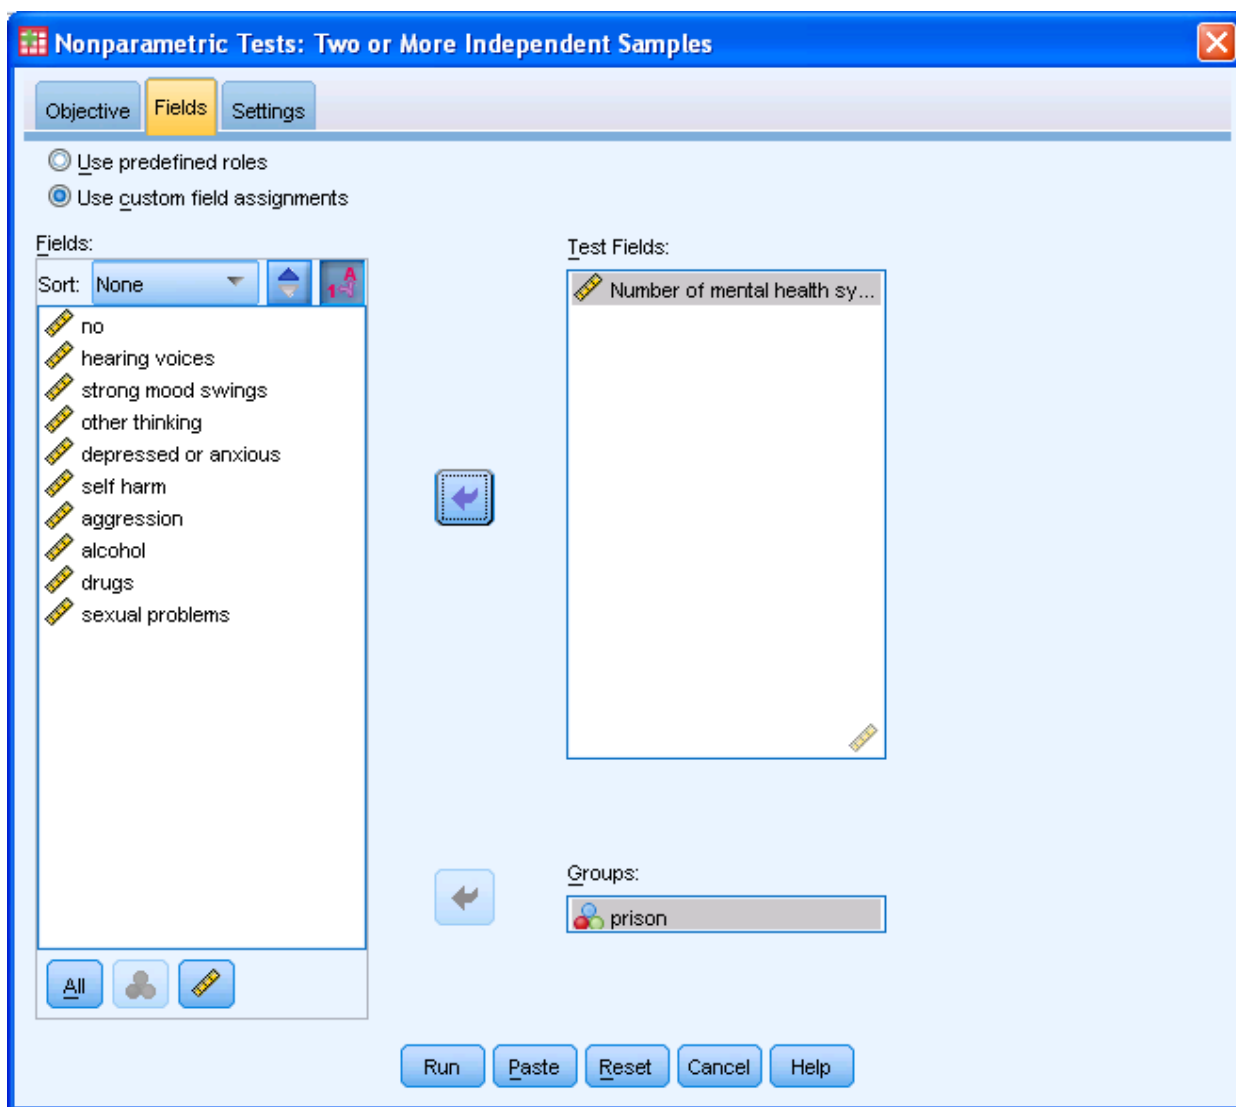 Nonparametric Tests: Two or More Independent Samples
Objective Fields Settings
Use predefined roles
Use custom field assignments
Fields:
Sort: None
no
hearing voices
strong mood swings
other thinking
depressed or anxious
self harm
aggression
alcohol
drugs
sexual problems
All
Test Fields:
Number of mental health sy...
Groups:
prison
Run Paste Reset Cancel Help